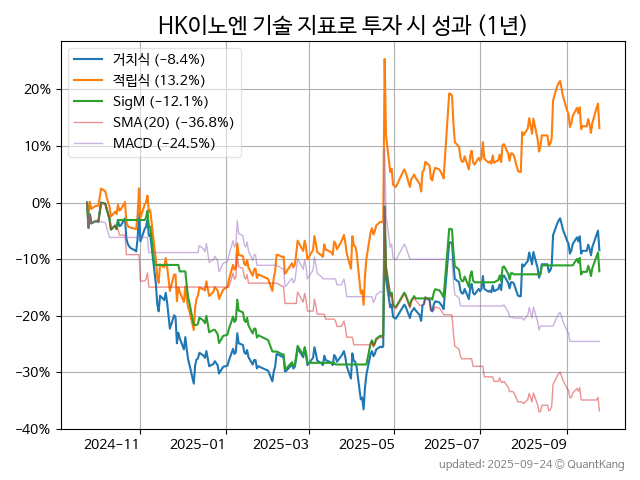 HK이노엔 기술 지표로 투자 시 성과 (1년)
거치식 (−8.4%)
적립식 (13.2%)
SigM (−12.1%)
SMA(20) (−36.8%)
MACD (−24.5%)
20%
10%
0%
−10%
−20%
−30%
−40%
2024-11 2025-01 2025-03 2025-05 2025-07 2025-09
updated: 2025-09-24 © QuantKang